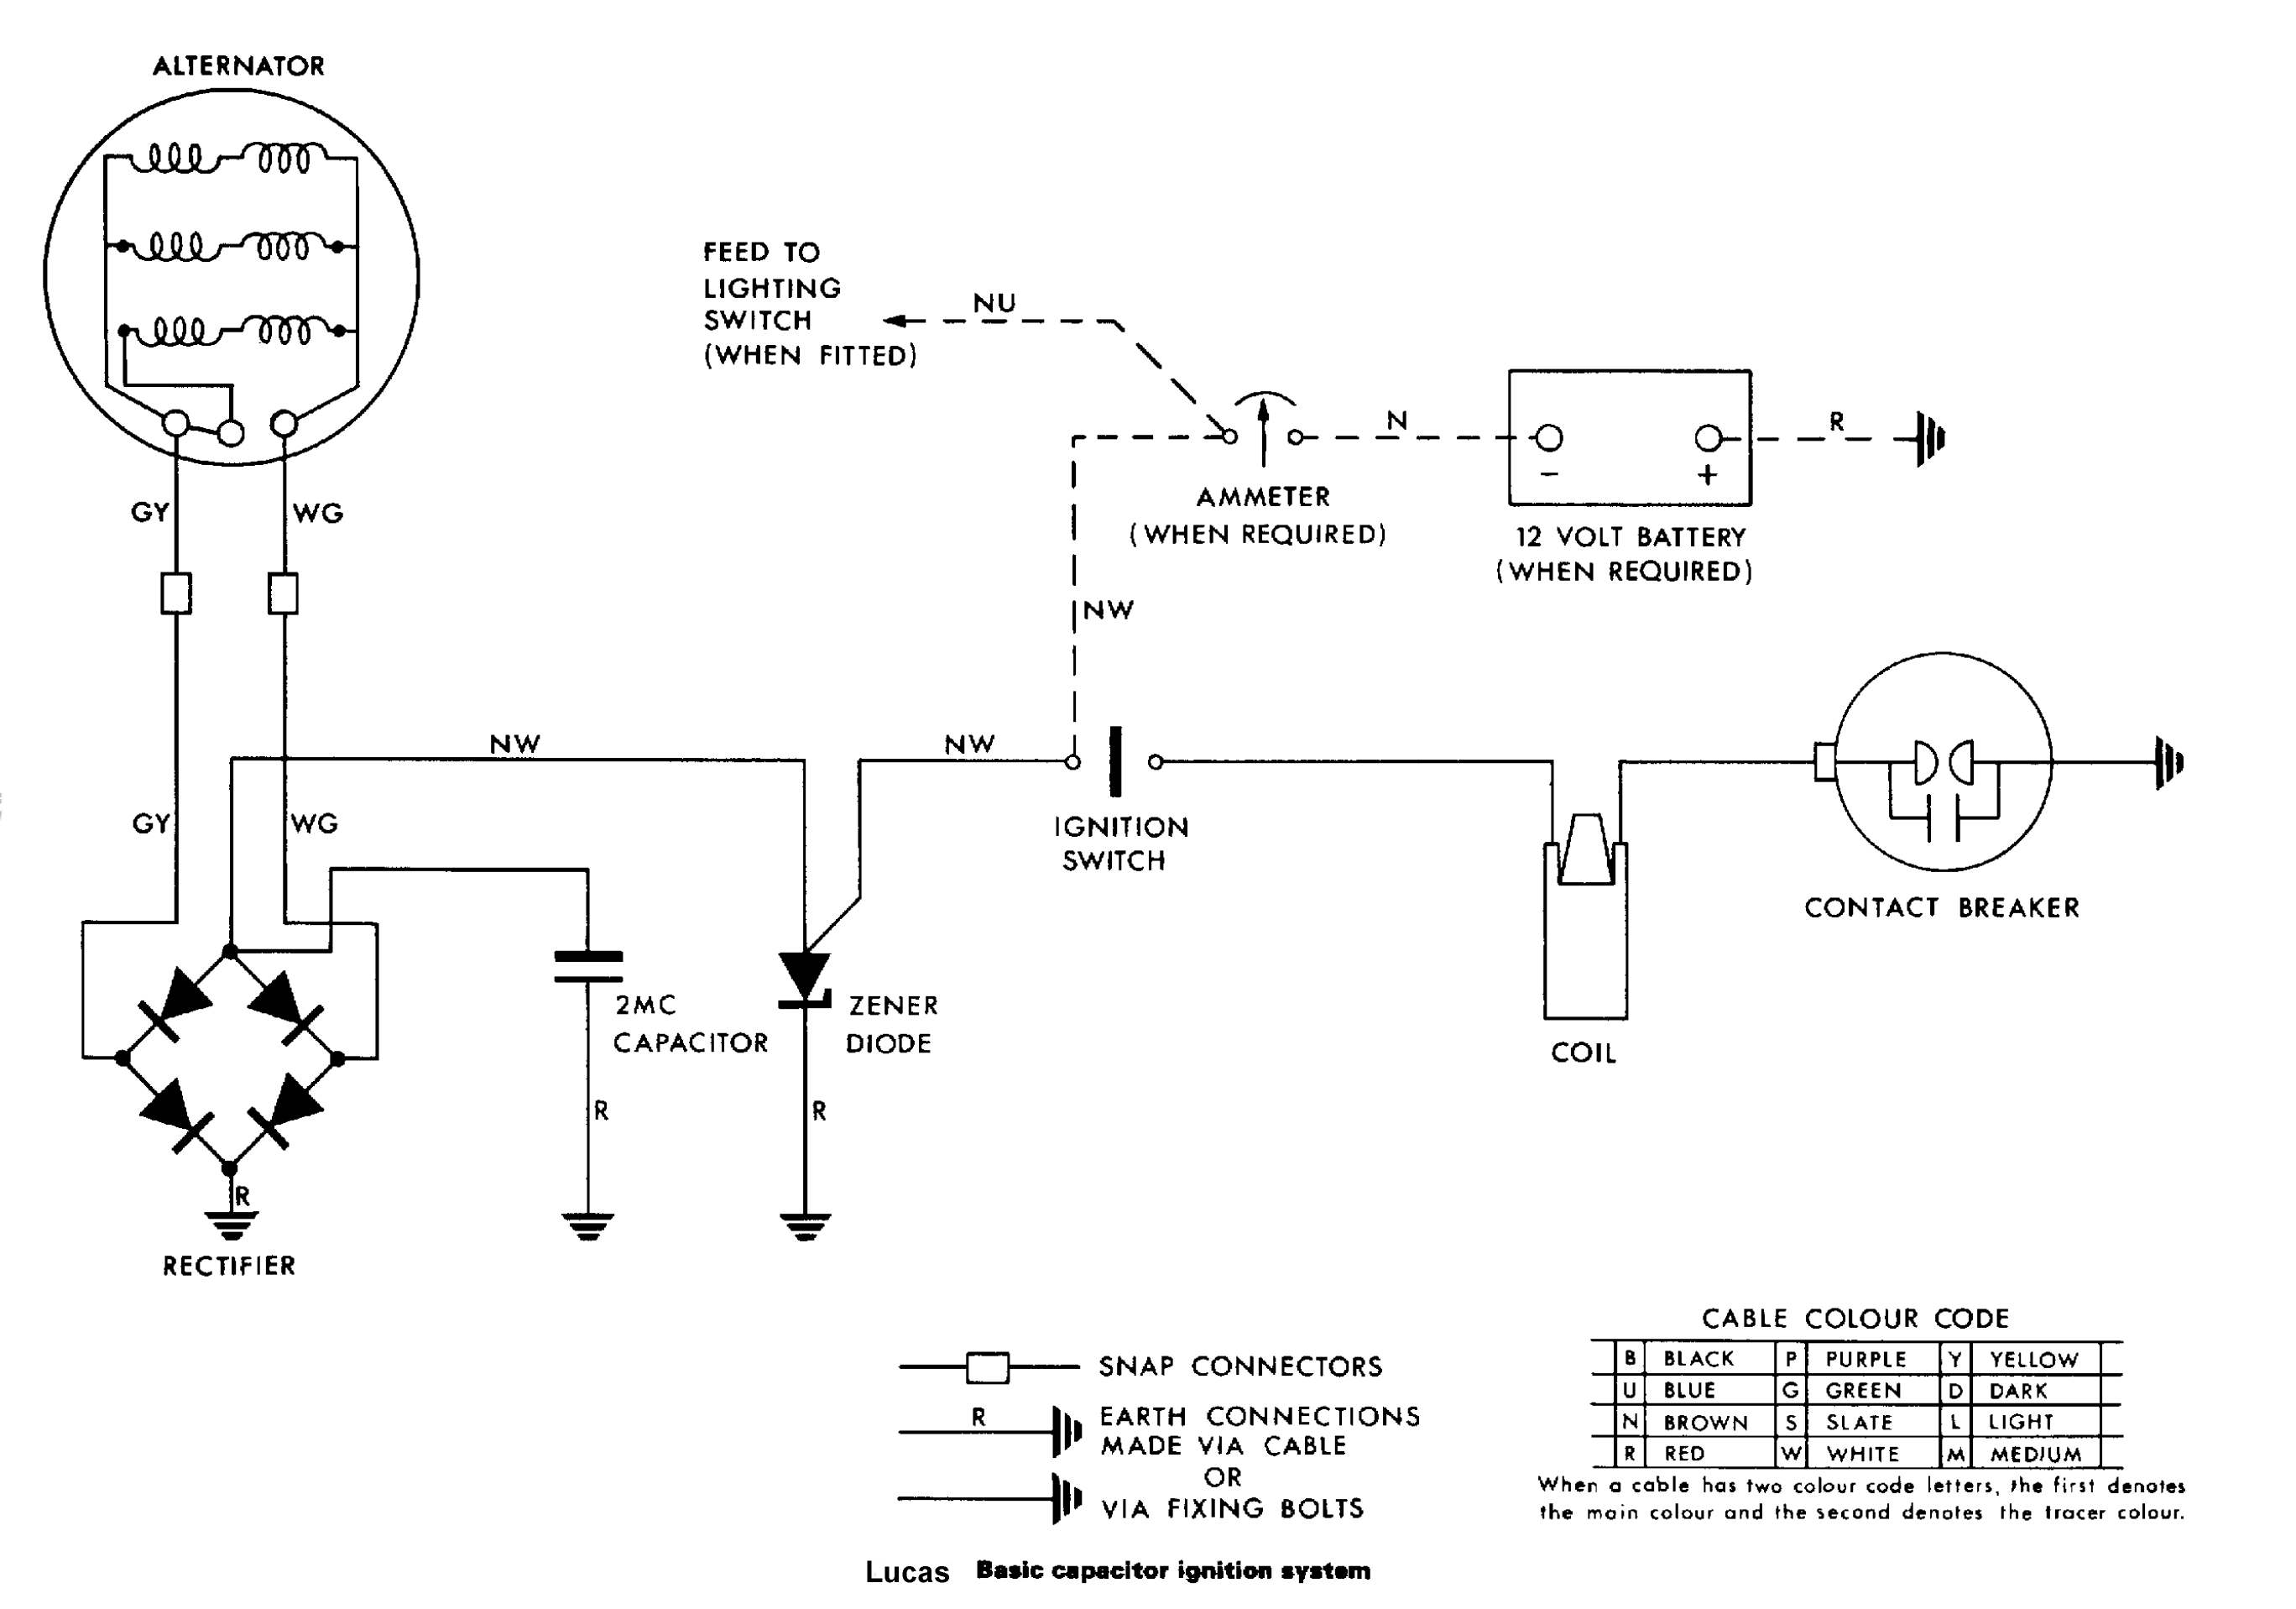 ALTERNATOR
FEED TO
LIGHTING
SWITCH
(WHEN FITTED)
NU
N
R
-
+
AMMETER
(WHEN REQUIRED)
12 VOLT BATTERY
(WHEN REQUIRED)
GY
WG
NW
NW
NW
GY
WG
IGNITION
SWITCH
CONTACT BREAKER
2MC
CAPACITOR
ZENER
DIODE
COIL
R
R
R
RECTIFIER
SNAP CONNECTORS
R
EARTH CONNECTIONS
MADE VIA CABLE
OR
VIA FIXING BOLTS
CABLE COLOUR CODE
B BLACK P PURPLE Y YELLOW
U BLUE G GREEN D DARK
N BROWN S SLATE L LIGHT
R RED W WHITE M MEDIUM
When a cable has two colour code letters, the first denotes
the main colour and the second denotes the tracer colour.
Lucas Basic capacitor ignition system